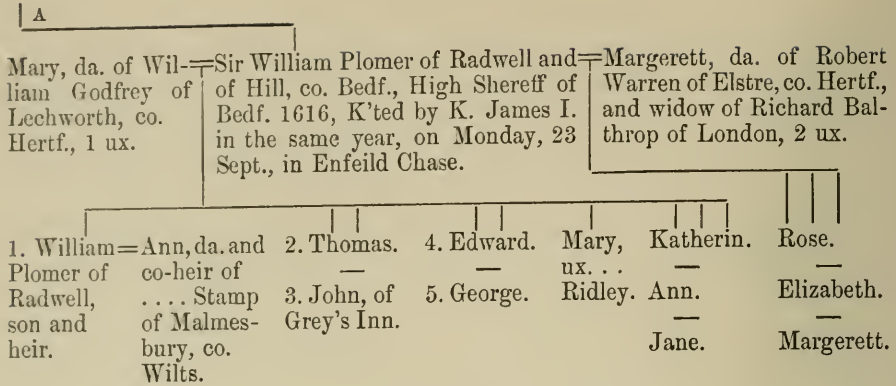 A
Mary, da. of Wil-
liam Godfrey of
Lechworth, co.
Hertf., 1 ux.
Sir William Plomer of Radwell and
of Hill, co. Bedf., High Shereff of
Bedf. 1616, K'ted by K. James I.
in the same year, on Monday, 23
Sept., in Enfeild Chase.
Margerett, da. of Robert
Warren of Elstre, co. Hertf.,
and widow of Richard Bal-
throp of London, 2 ux.
1. William=
Plomer of
Radwell,
son and
heir.
Ann, da. and
co-heir of
.... Stamp
of Malmes-
bury, co.
Wilts.
2. Thomas.
—
3. John, of
Grey's Inn.
4. Edward.
—
5. George.
Mary,
ux. . .
Ridley.
Katherin.
—
Ann.
—
Jane.
Rose.
—
Elizabeth.
—
Margerett.